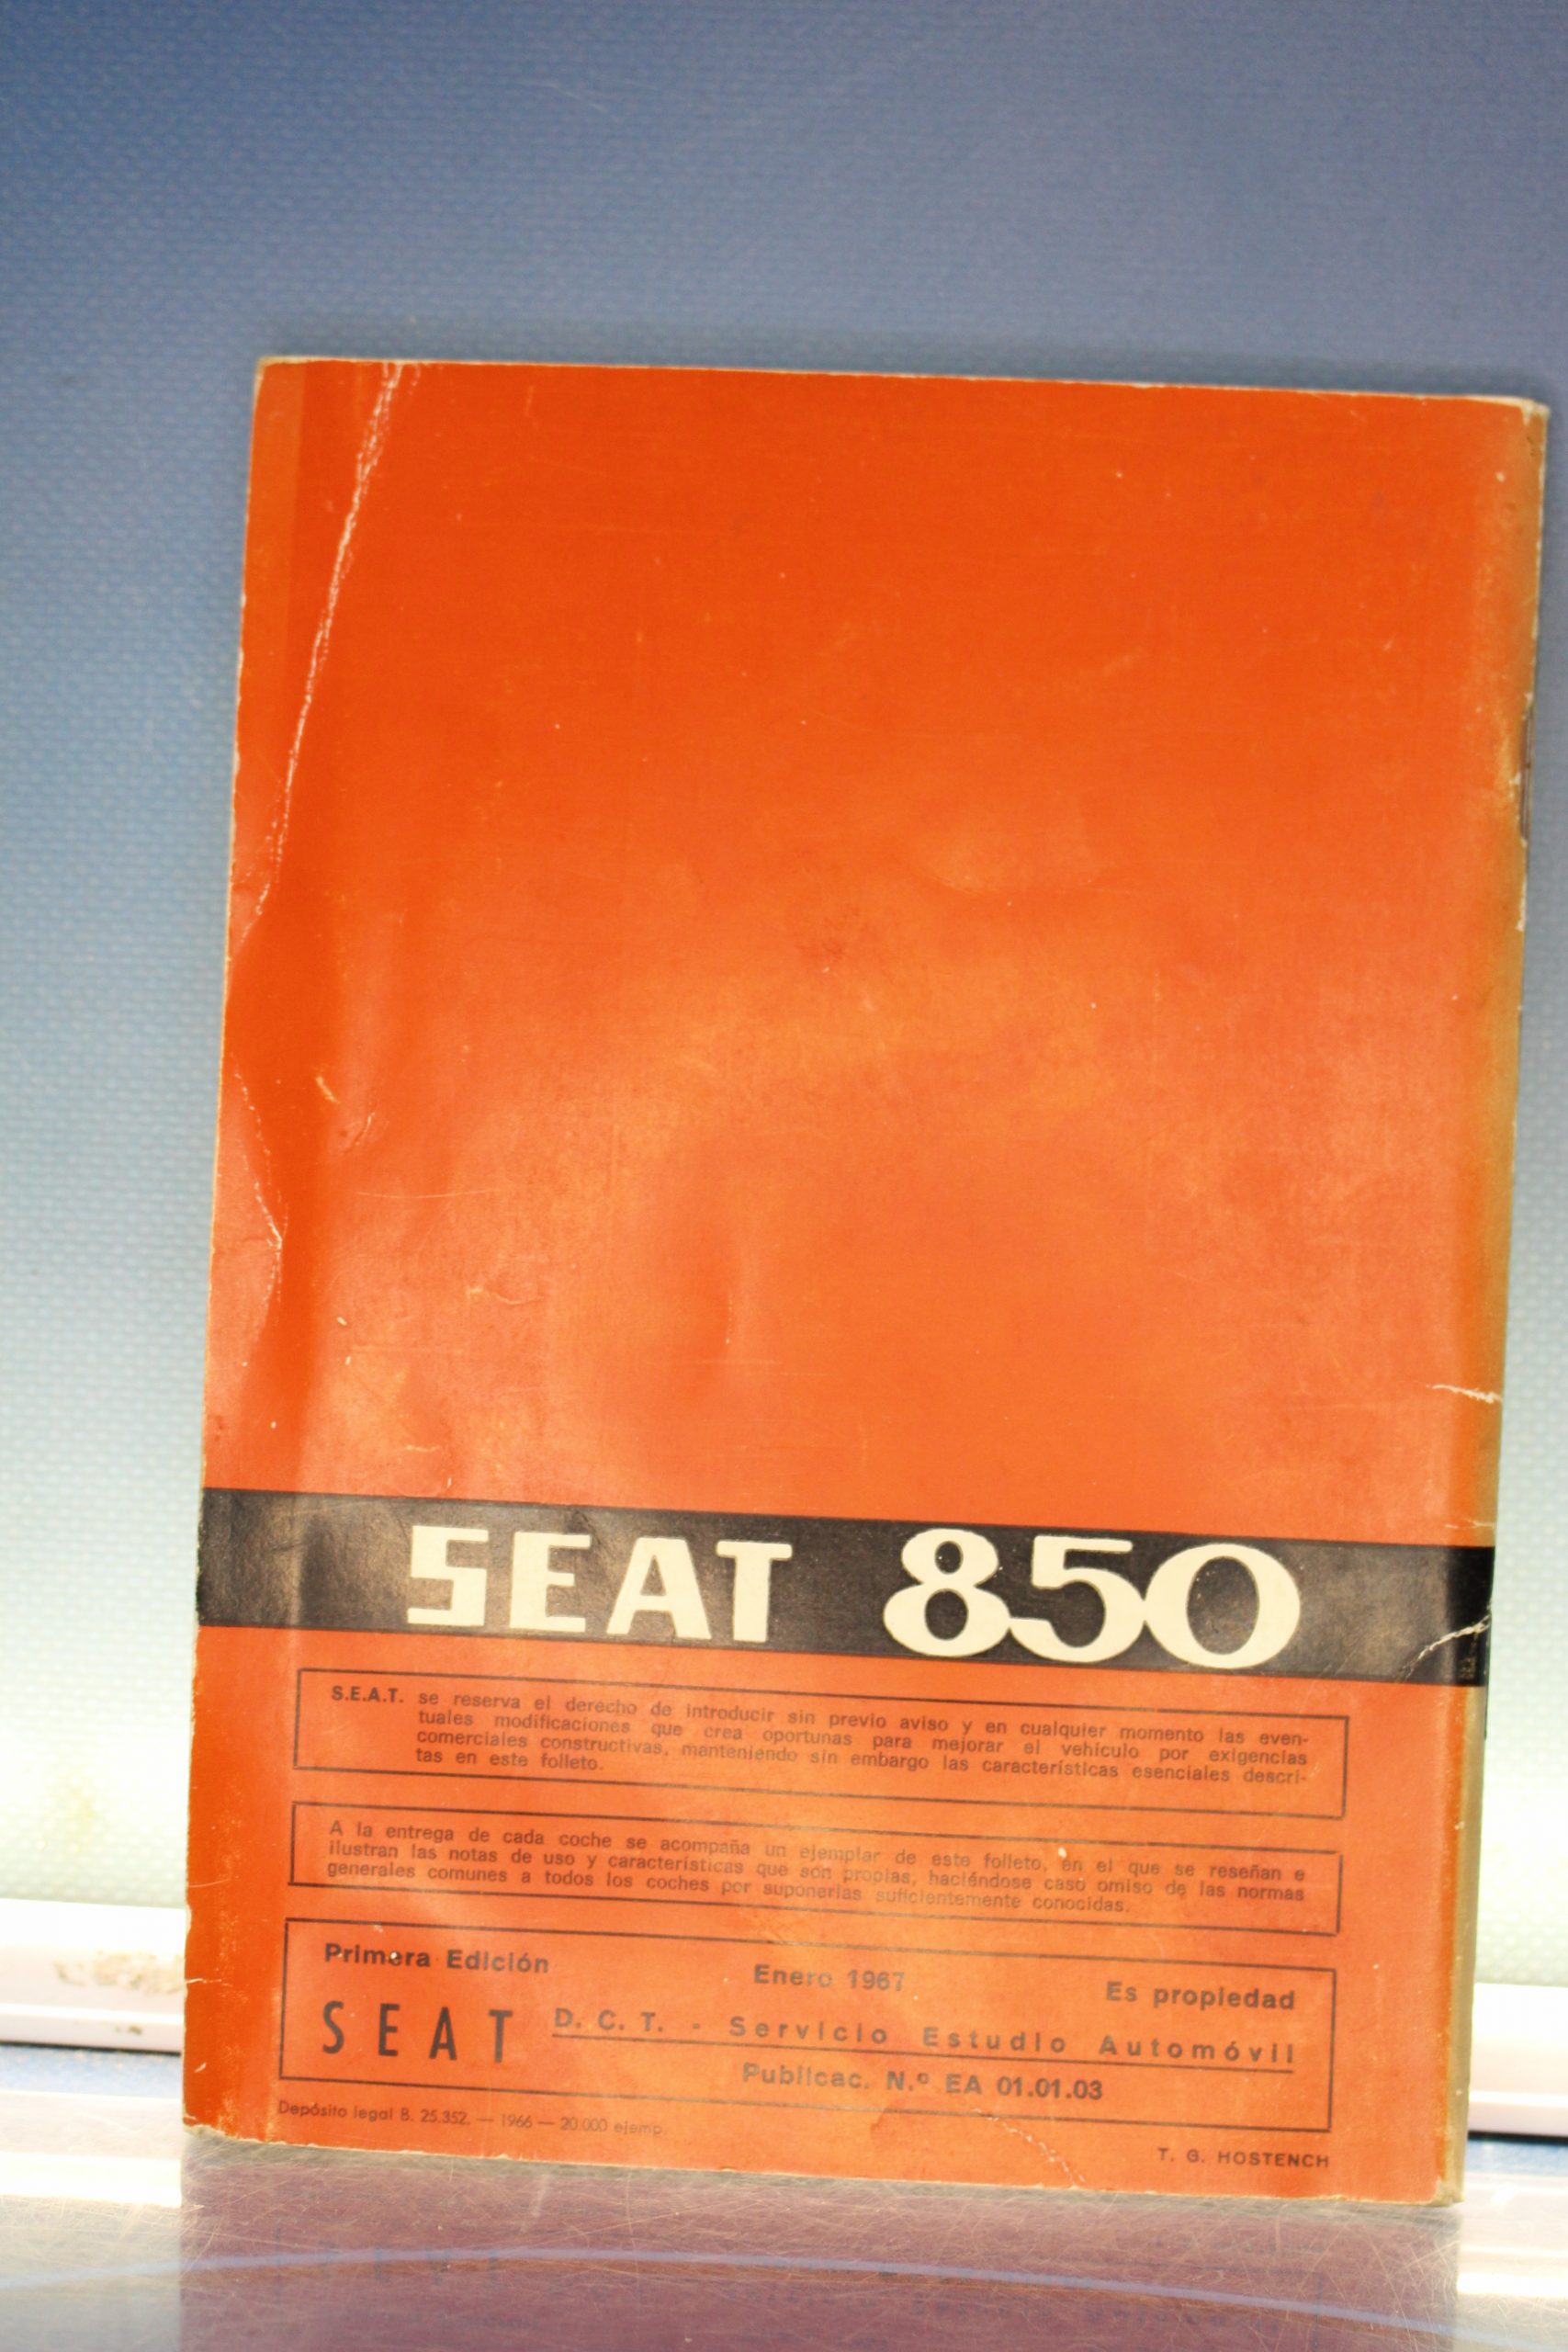 SEAT 850
S.E.A.T. se reserva el derecho de introducir sin previo aviso y en cualquier momento las even-
tuales modificaciones que crea oportunas para mejorar el vehículo por exigencias
comerciales constructivas, manteniendo sin embargo las características esenciales descri-
tas en este folleto.
A la entrega de cada coche se acompaña un ejemplar de este folleto, en el que se reseñan e
ilustran las notas de uso y características que son propias, haciéndose caso omiso de las normas
generales comunes a todos los coches por suponerlas suficientemente conocidas.
Primera Edición Enero 1967 Es propiedad
SEAT D. C. T. - Servicio Estudio Automóvil
Publicac. N.º EA 01.01.03
Depósito legal B. 25.352. — 1966 — 20.000 ejemp.
T. G. HOSTENCH